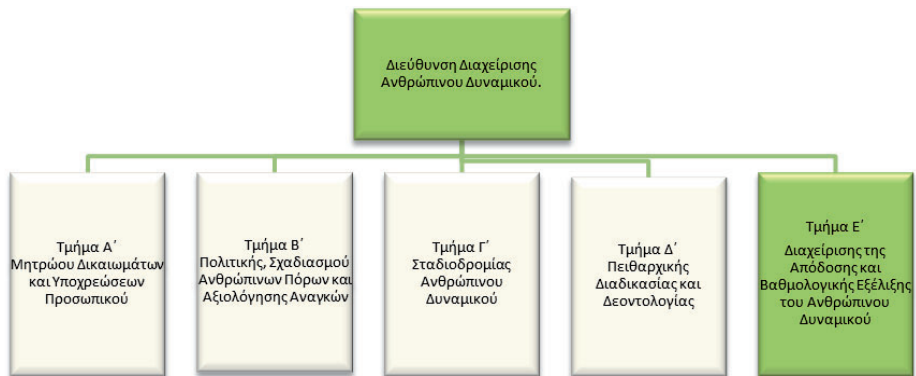 Διεύθυνση Διαχείρισης
Ανθρώπινου Δυναμικού.
Τμήμα Α΄
Μητρώου Δικαιωμάτων
και Υποχρεώσεων
Προσωπικού
Τμήμα Β΄
Πολιτικής, Σχαδιασμού
Ανθρώπινων Πόρων και
Αξιολόγησης Αναγκών
Τμήμα Γ΄
Σταδιοδρομίας
Ανθρώπινου
Δυναμικού
Τμήμα Δ΄
Πειθαρχικής
Διαδικασίας και
Δεοντολογίας
Τμήμα Ε΄
Διαχείρισης της
Απόδοσης και
Βαθμολογικής Εξέλιξης
του Ανθρώπινου
Δυναμικού